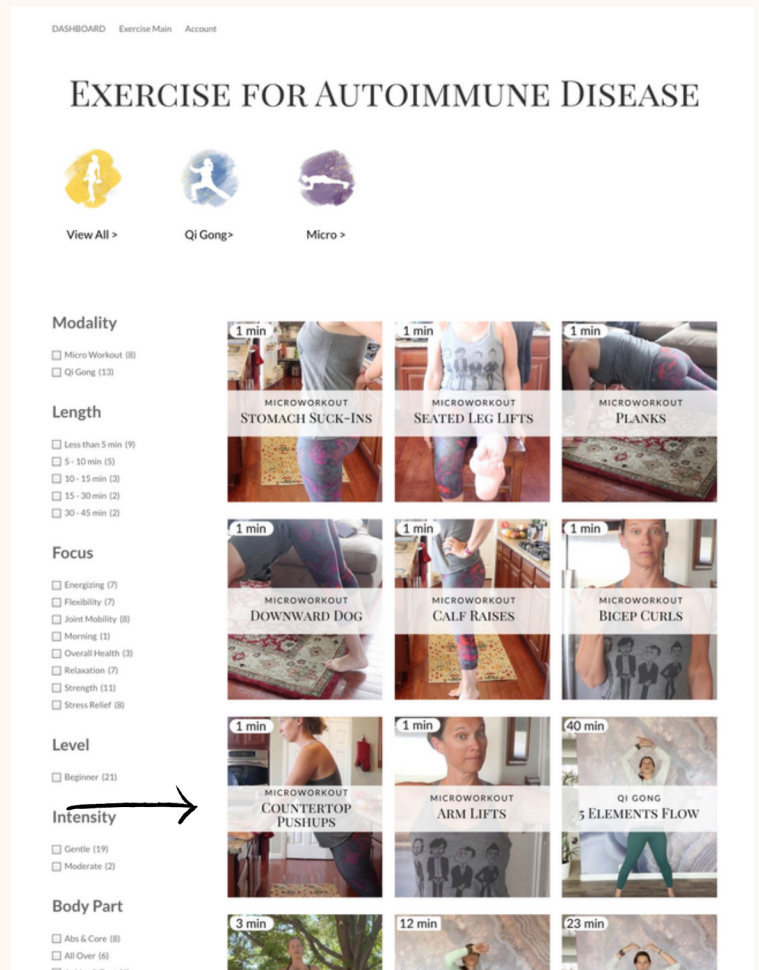 DASHBOARD Exercise Main Account
EXERCISE FOR AUTOIMMUNE DISEASE
View All > Qi Gong> Micro >
Modality
Micro Workout (8)
Qi Gong (13)
Length
Less than 5 min (9)
5 - 10 min (5)
10 - 15 min (3)
15 - 30 min (2)
30 - 45 min (2)
Focus
Energizing (7)
Flexibility (7)
Joint Mobility (8)
Morning (1)
Overall Health (3)
Relaxation (7)
Strength (11)
Stress Relief (8)
Level
Beginner (21)
Intensity
Gentle (19)
Moderate (2)
Body Part
Abs & Core (8)
All Over (6)
1 min
MICROWORKOUT
STOMACH SUCK-INS
1 min
MICROWORKOUT
SEATED LEG LIFTS
1 min
MICROWORKOUT
PLANKS
1 min
MICROWORKOUT
DOWNWARD DOG
1 min
MICROWORKOUT
CALF RAISES
1 min
MICROWORKOUT
BICEP CURLS
1 min
MICROWORKOUT
COUNTERTOP
PUSHUPS
1 min
MICROWORKOUT
ARM LIFTS
40 min
QI GONG
5 ELEMENTS FLOW
3 min
12 min
23 min